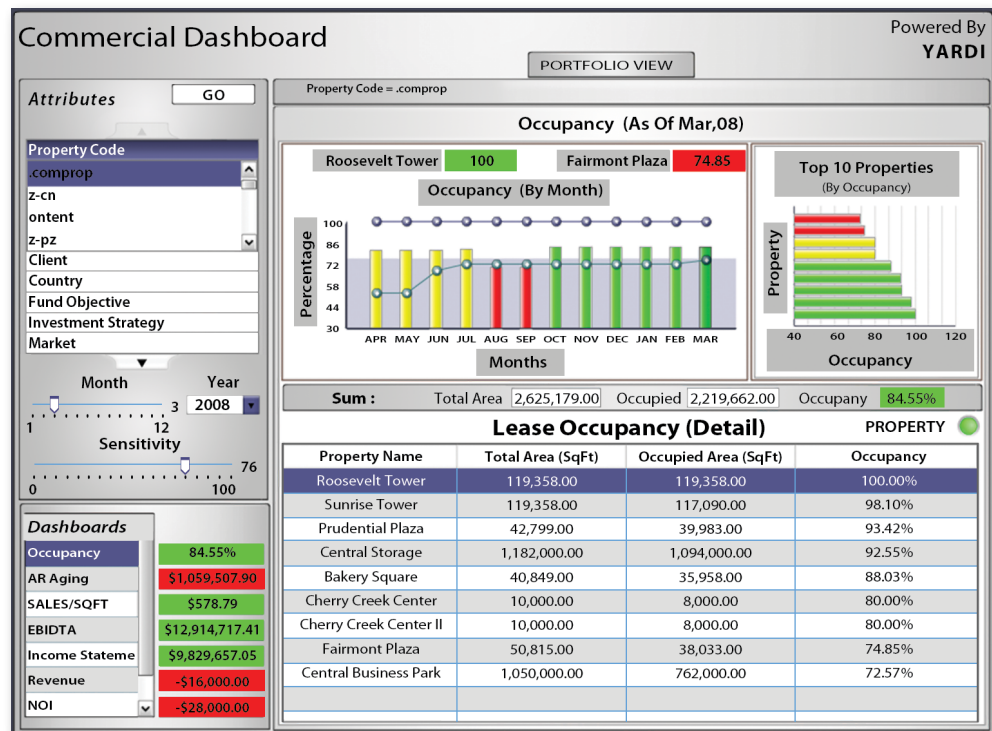 Commercial Dashboard
Powered By
YARDI
PORTFOLIO VIEW
Attributes
GO
Property Code
.comprop
z-cn
ontent
z-pz
Client
Country
Fund Objective
Investment Strategy
Market
Month
Year
3
2008
1
12
Sensitivity
76
0
100
Dashboards
Occupancy 84.55%
AR Aging $1,059,507.90
SALES/SQFT $578.79
EBIDTA $12,914,717.41
Income Stateme $9,829,657.05
Revenue -$16,000.00
NOI -$28,000.00
Property Code = .comprop
Occupancy (As Of Mar,08)
Roosevelt Tower 100 Fairmont Plaza 74.85
Occupancy (By Month)
Percentage
100
86
72
58
44
30
APR MAY JUN JUL AUG SEP OCT NOV DEC JAN FEB MAR
Months
Top 10 Properties
(By Occupancy)
Property
40 60 80 100 120
Occupancy
Sum : Total Area 2,625,179.00 Occupied 2,219,662.00 Occupany 84.55%
Lease Occupancy (Detail) PROPERTY
Property Name Total Area (SqFt) Occupied Area (SqFt) Occupancy
Roosevelt Tower 119,358.00 119,358.00 100.00%
Sunrise Tower 119,358.00 117,090.00 98.10%
Prudential Plaza 42,799.00 39,983.00 93.42%
Central Storage 1,182,000.00 1,094,000.00 92.55%
Bakery Square 40,849.00 35,958.00 88.03%
Cherry Creek Center 10,000.00 8,000.00 80.00%
Cherry Creek Center II 10,000.00 8,000.00 80.00%
Fairmont Plaza 50,815.00 38,033.00 74.85%
Central Business Park 1,050,000.00 762,000.00 72.57%